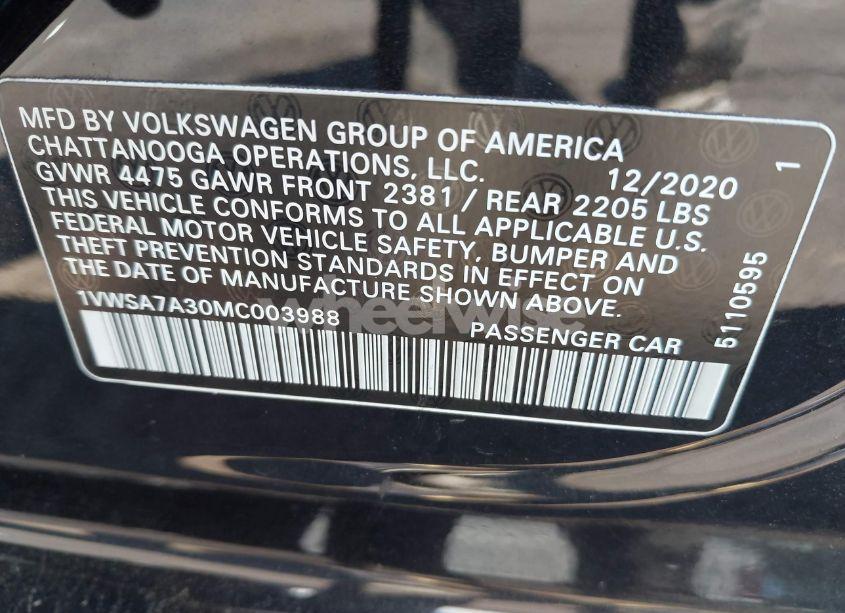 MFD BY VOLKSWAGEN GROUP OF AMERICA
CHATTANOOGA OPERATIONS, LLC. 12/2020 1
GVWR 4475 GAWR FRONT 2381 / REAR 2205 LBS
THIS VEHICLE CONFORMS TO ALL APPLICABLE U.S.
FEDERAL MOTOR VEHICLE SAFETY, BUMPER AND
THEFT PREVENTION STANDARDS IN EFFECT ON
THE DATE OF MANUFACTURE SHOWN ABOVE.
1VWSA7A30MC003988
PASSENGER CAR
5110595
wheelwise